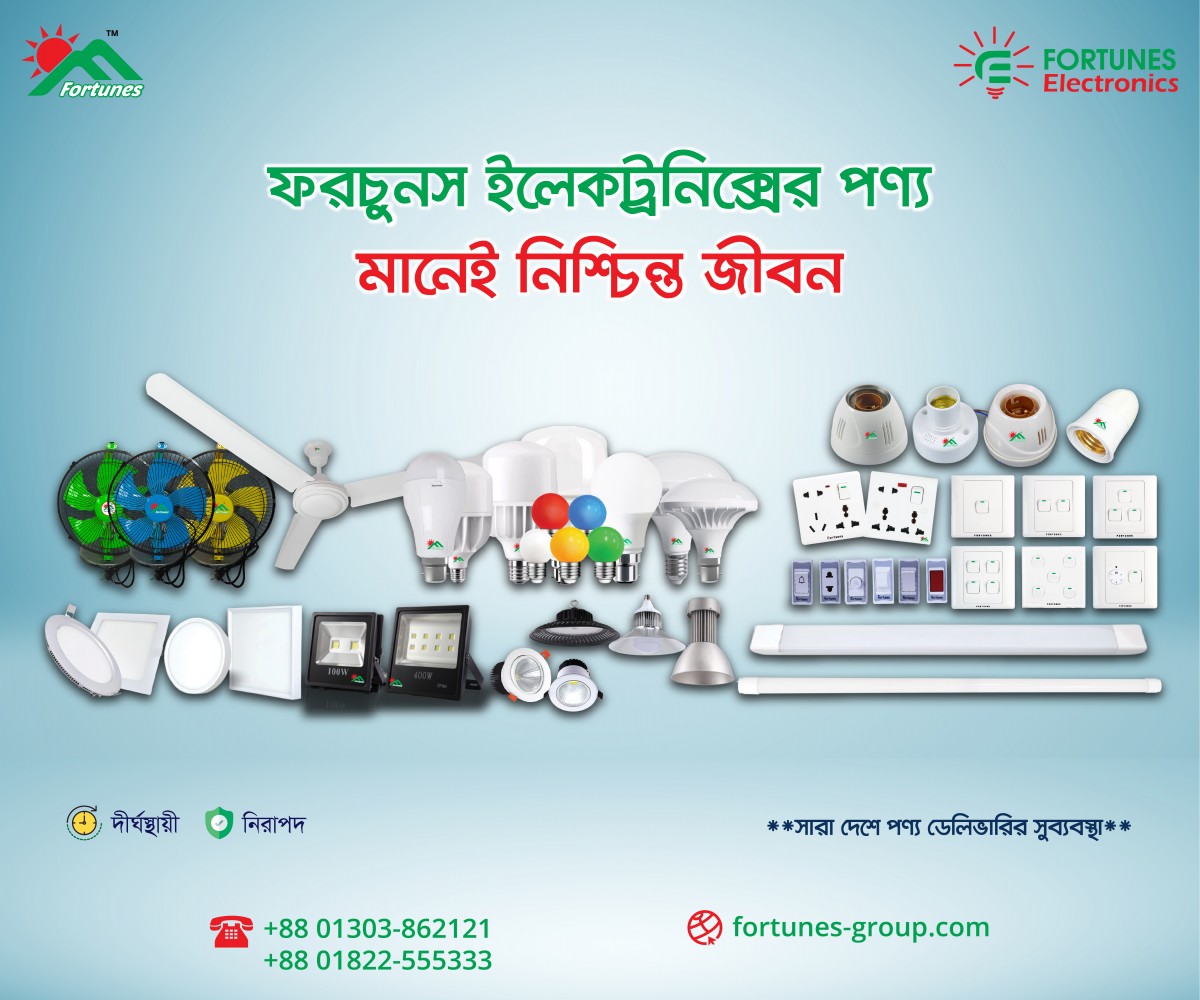 TM
Fortunes
FORTUNES
Electronics
ফরচুনস ইলেকট্রনিক্সের পণ্য
মানেই নিশ্চিন্ত জীবন
100W
400W
দীর্ঘস্থায়ী
নিরাপদ
**সারা দেশে পণ্য ডেলিভারির সুব্যবস্থা**
+88 01303-862121
+88 01822-555333
fortunes-group.com